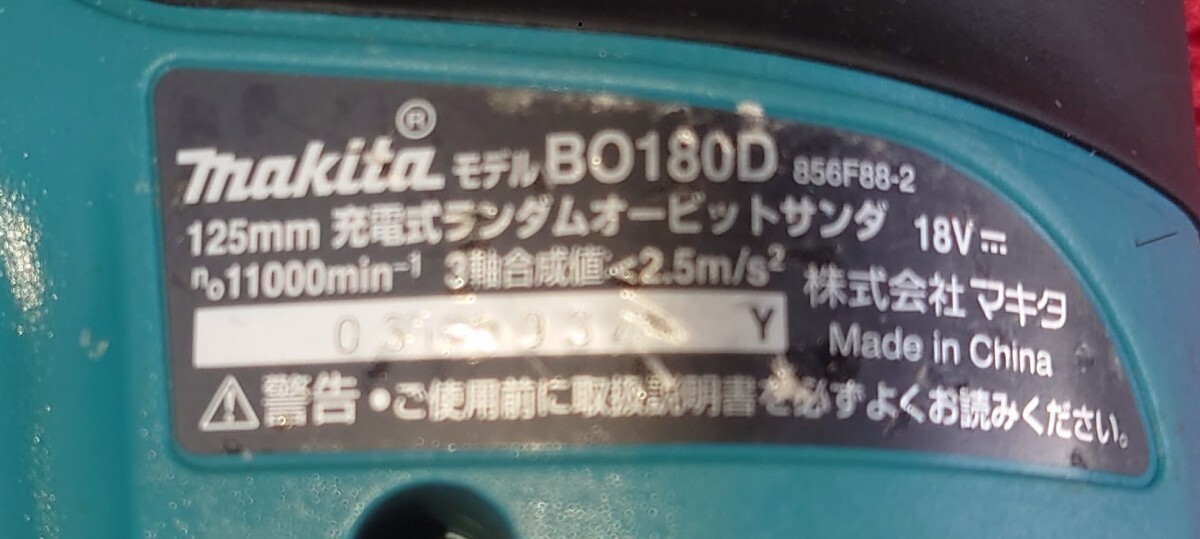 makita® モデル BO180D 856F88-2
125mm 充電式ランダムオービットサンダ 18V⎓
n₀11000min⁻¹ 3軸合成値<2.5m/s²
株式会社マキタ
Y
Made in China
⚠警告・ご使用前に取扱説明書を必ずよくお読みください。